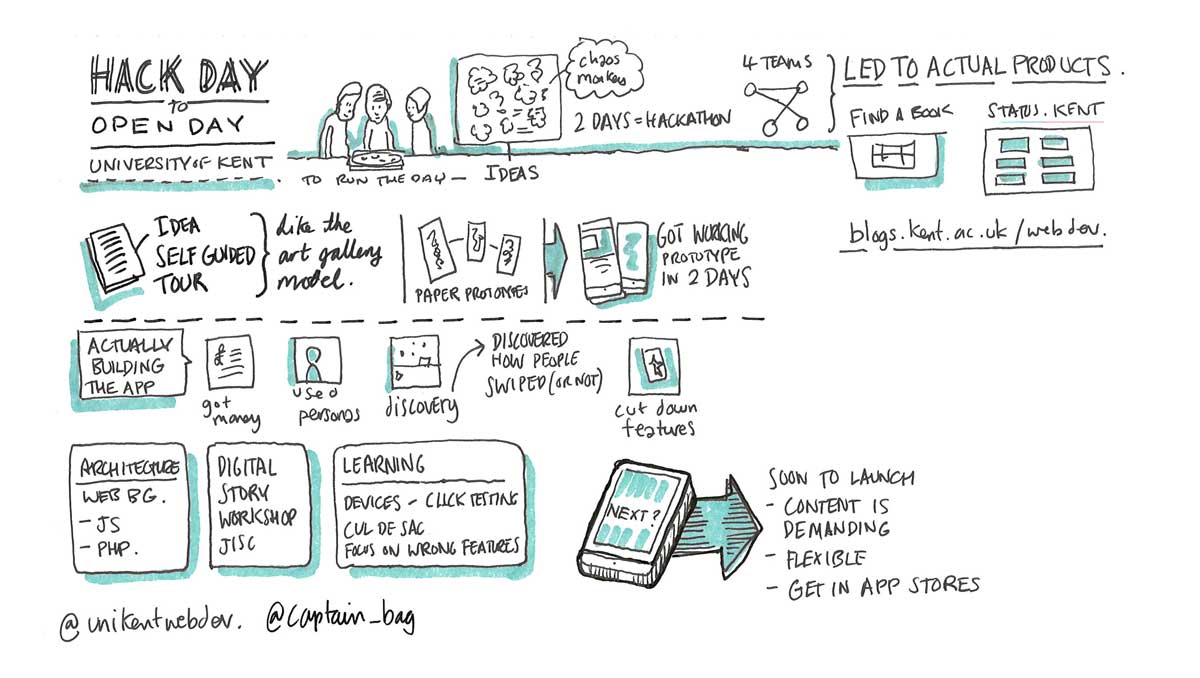 HACK DAY
to
OPEN DAY
UNIVERSITY OF KENT.
TO RUN THE DAY — IDEAS
chaos
monkey
2 DAYS = HACKATHON
4 TEAMS
LED TO ACTUAL PRODUCTS.
FIND A BOOK
STATUS.KENT
blogs.kent.ac.uk/webdev.
IDEA
SELF GUIDED
TOUR
Like the
art gallery
model.
PAPER PROTOTYPES
GOT WORKING
PROTOTYPE
IN 2 DAYS
ACTUALLY
BUILDING
THE APP
£
got
money
used
personas
discovery
DISCOVERED
HOW PEOPLE
SWIPED (OR NOT)
cut down
features
ARCHITECTURE
WEB BG.
- JS
- PHP.
DIGITAL
STORY
WORKSHOP
JISC
LEARNING
DEVICES - CLICK TESTING
CUL DE SAC
FOCUS ON WRONG FEATURES
NEXT?
SOON TO LAUNCH
- CONTENT IS
DEMANDING
- FLEXIBLE
- GET IN APP STORES
@unikentwebdev. @captain_bag